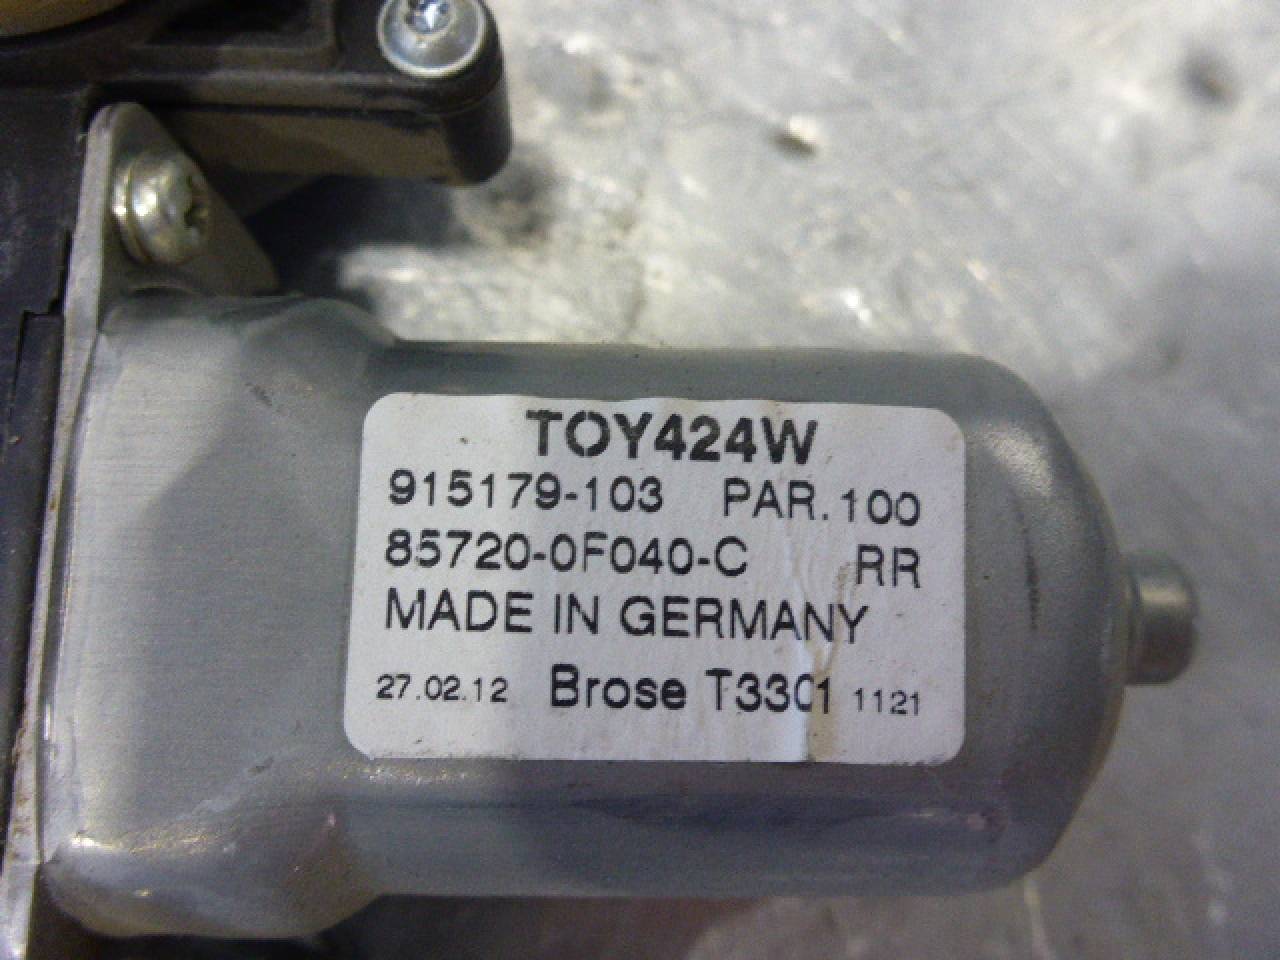 TOY424W
915179-103 PAR.100
85720-0F040-C RR
MADE IN GERMANY
27.02.12 Brose T3301 1121